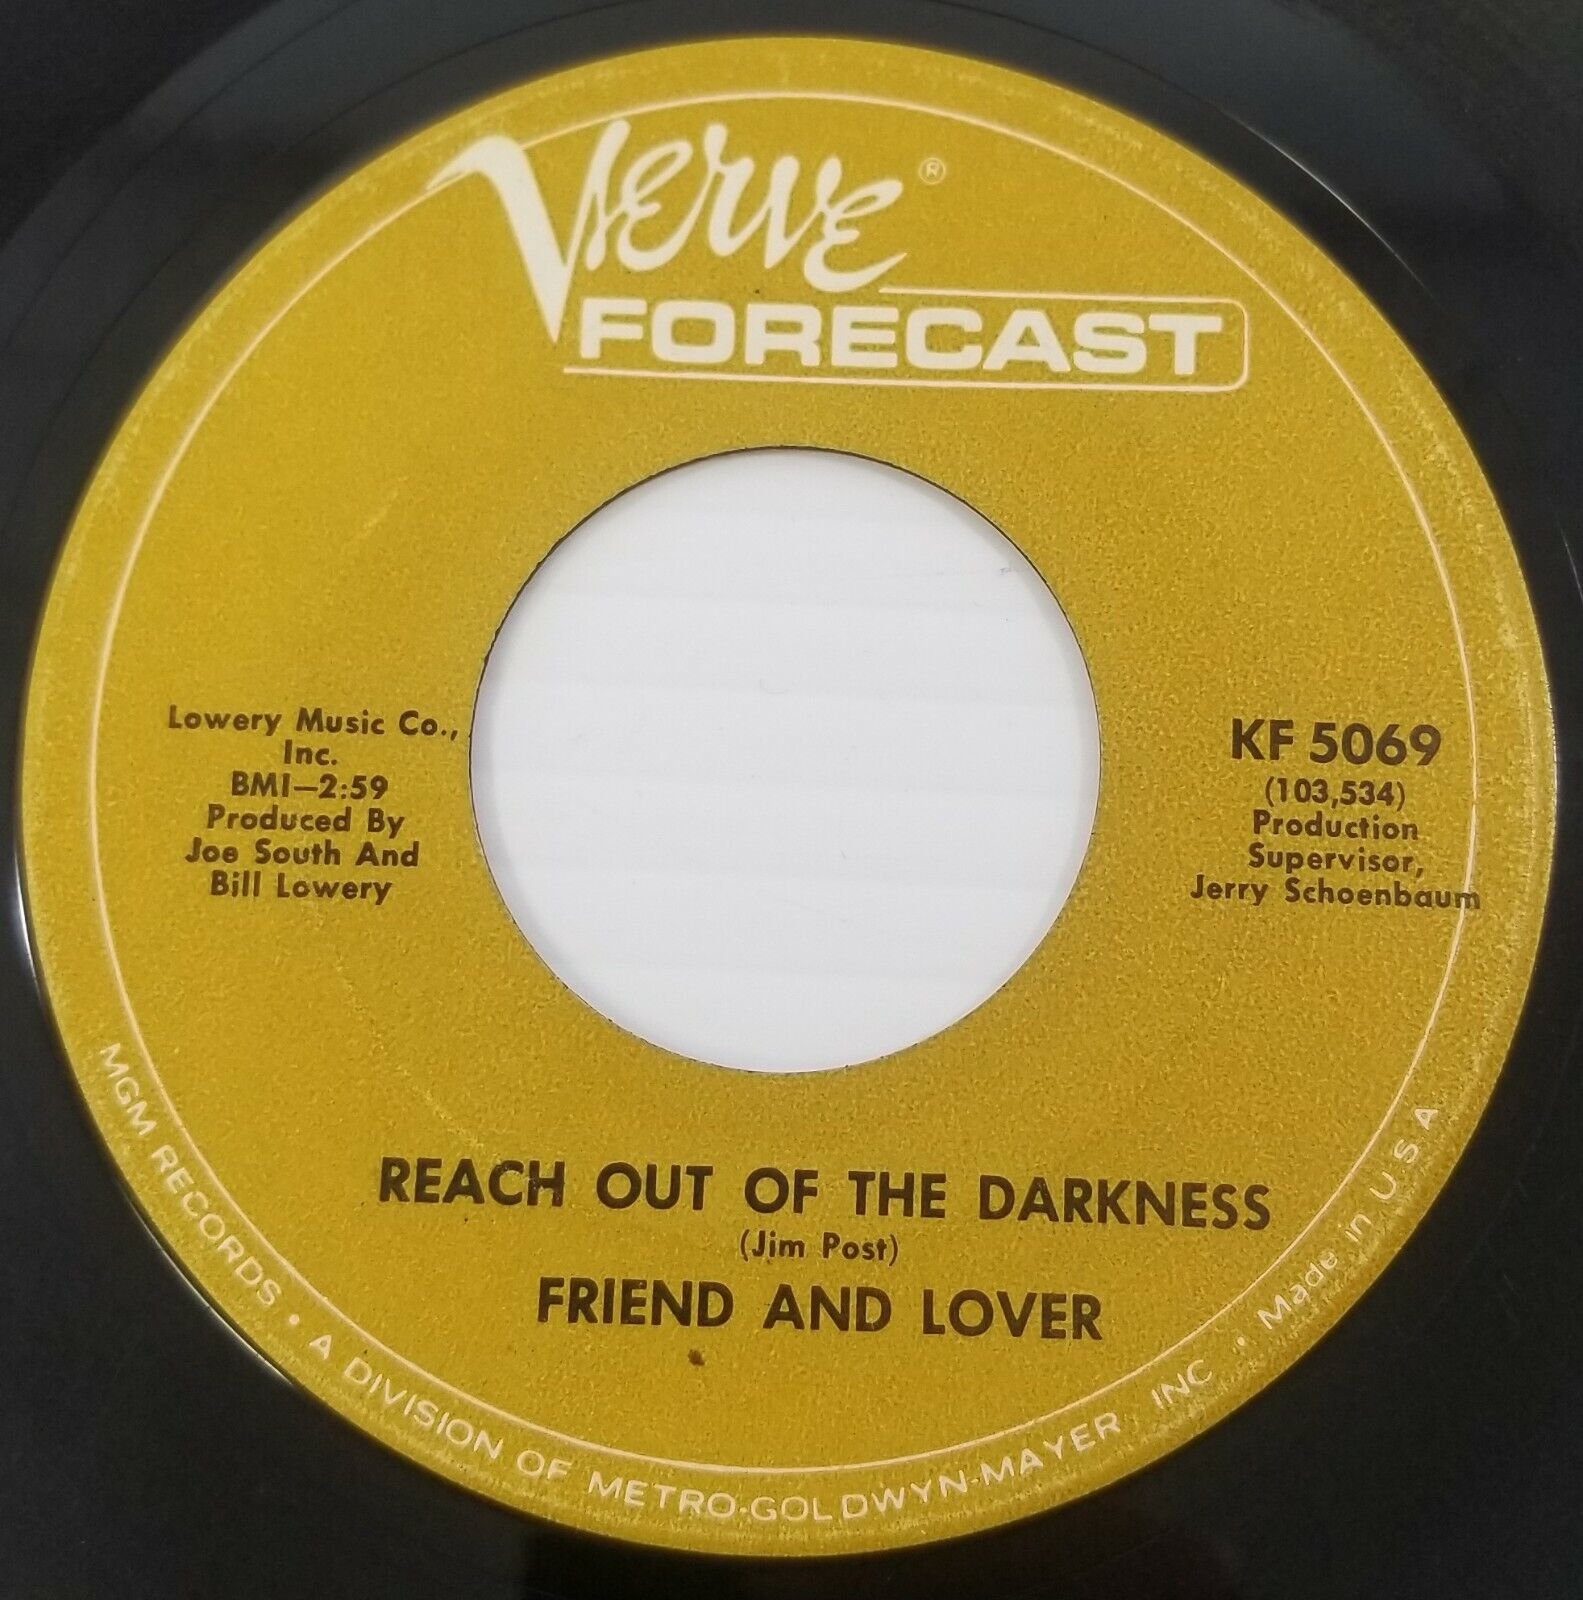 Verve ®
FORECAST
Lowery Music Co.,
Inc.
BMI—2:59
Produced By
Joe South And
Bill Lowery
KF 5069
(103,534)
Production
Supervisor,
Jerry Schoenbaum
REACH OUT OF THE DARKNESS
(Jim Post)
FRIEND AND LOVER
MGM RECORDS • A DIVISION OF METRO-GOLDWYN-MAYER INC • Made in U.S.A